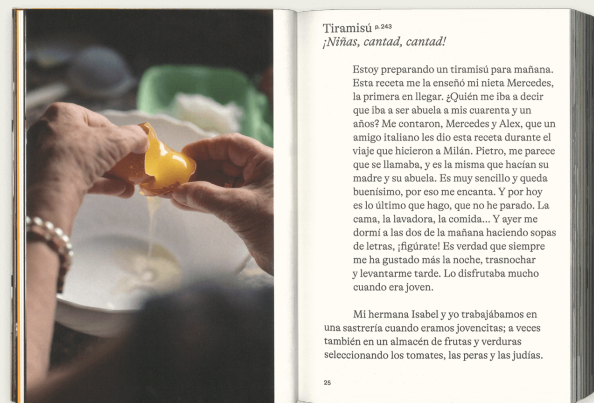 Tiramisú p. 243
¡Niñas, cantad, cantad!
Estoy preparando un tiramisú para mañana.
Esta receta me la enseñó mi nieta Mercedes,
la primera en llegar. ¿Quién me iba a decir
que iba a ser abuela a mis cuarenta y un
años? Me contaron, Mercedes y Alex, que un
amigo italiano les dio esta receta durante el
viaje que hicieron a Milán. Pietro, me parece
que se llamaba, y es la misma que hacían su
madre y su abuela. Es muy sencillo y queda
buenísimo, por eso me encanta. Y por hoy
es lo último que hago, que no he parado. La
cama, la lavadora, la comida... Y ayer me
dormí a las dos de la mañana haciendo sopas
de letras, ¡figúrate! Es verdad que siempre
me ha gustado más la noche, trasnochar
y levantarme tarde. Lo disfrutaba mucho
cuando era joven.
Mi hermana Isabel y yo trabajábamos en
una sastrería cuando eramos jovencitas; a veces
también en un almacén de frutas y verduras
seleccionando los tomates, las peras y las judías.
25